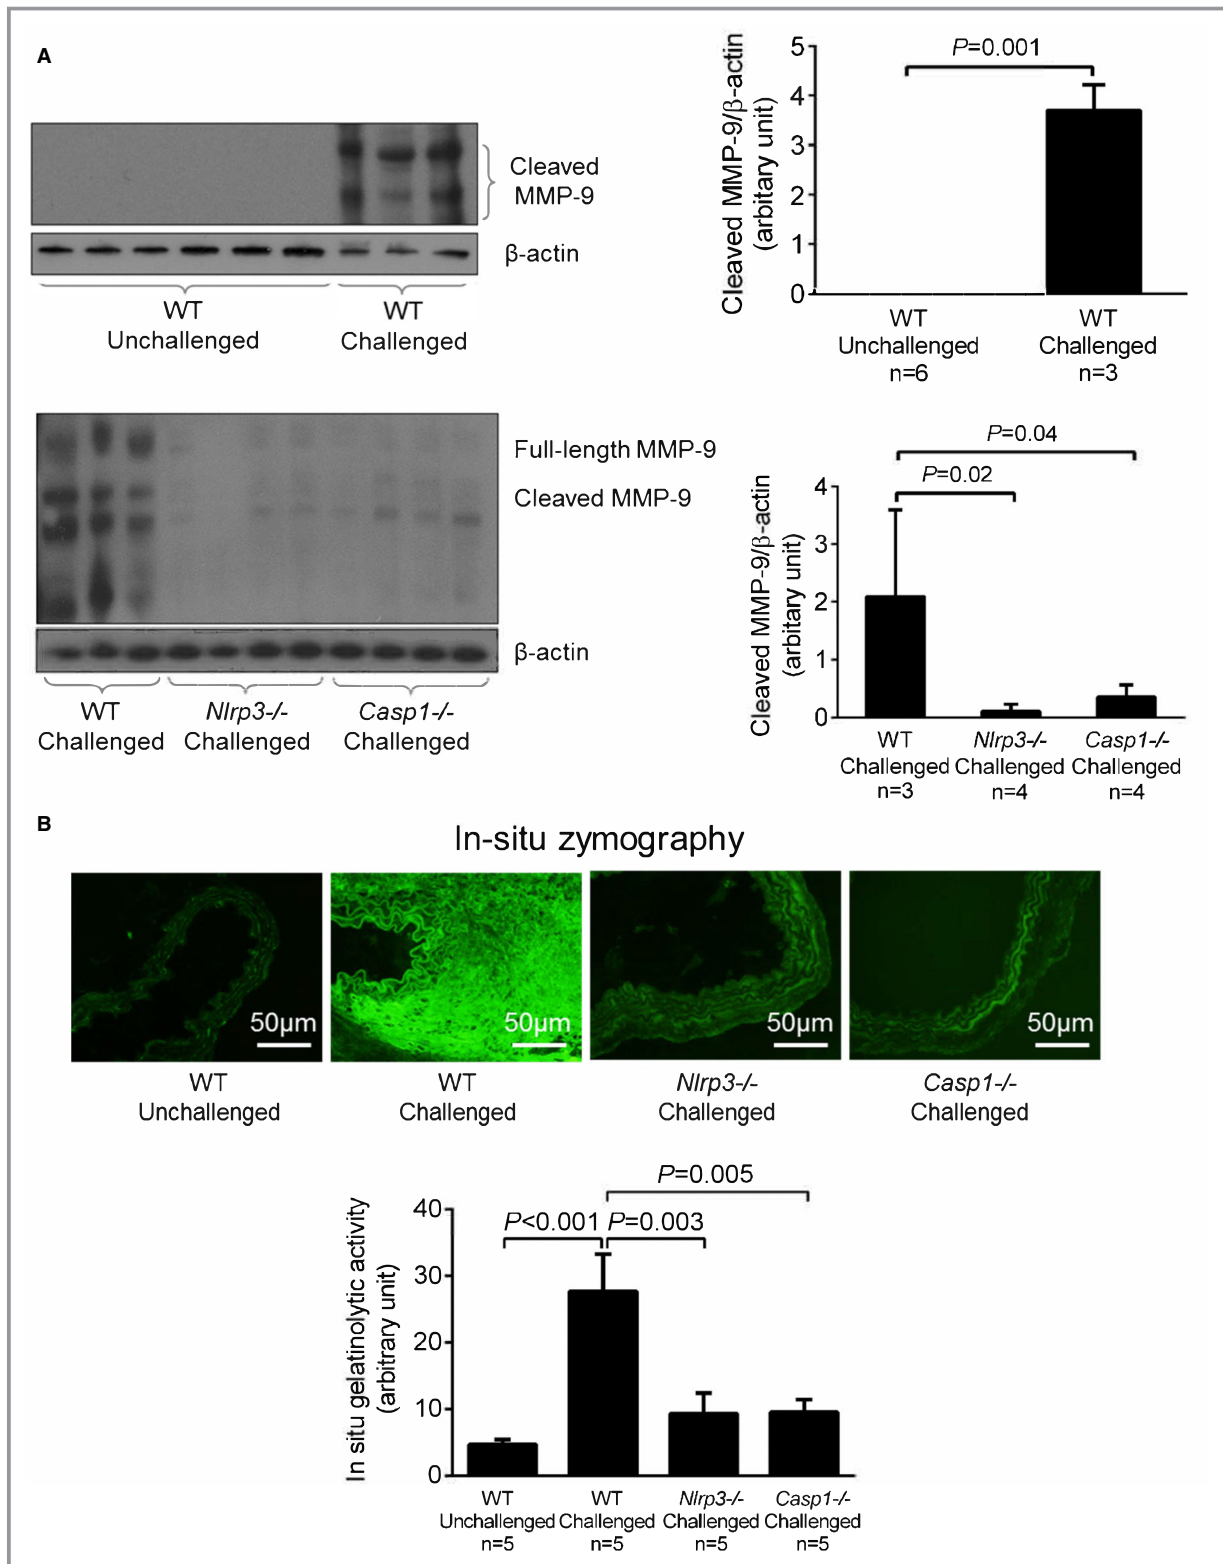 A
Cleaved
MMP-9
β-actin
WT
Unchallenged
WT
Challenged
Cleaved MMP-9/β-actin
(arbitary unit)
5
4
3
2
1
0
P=0.001
WT
Unchallenged
n=6
WT
Challenged
n=3
Full-length MMP-9
Cleaved MMP-9
β-actin
WT
Challenged
Nlrp3-/-
Challenged
Casp1-/-
Challenged
Cleaved MMP-9/β-actin
(arbitary unit)
4
3
2
1
0
P=0.04
P=0.02
WT
Challenged
n=3
Nlrp3-/-
Challenged
n=4
Casp1-/-
Challenged
n=4
B
In-situ zymography
50μm
50μm
50μm
50μm
WT
Unchallenged
WT
Challenged
Nlrp3-/-
Challenged
Casp1-/-
Challenged
In situ gelatinolytic activity
(arbitrary unit)
40
30
20
10
0
P=0.005
P<0.001
P=0.003
WT
Unchallenged
n=5
WT
Challenged
n=5
Nlrp3-/-
Challenged
n=5
Casp1-/-
Challenged
n=5